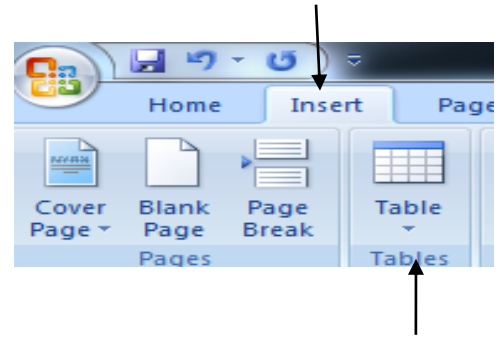 Home Insert Page
Cover Blank Page Table
Page Page Break
Pages Tables